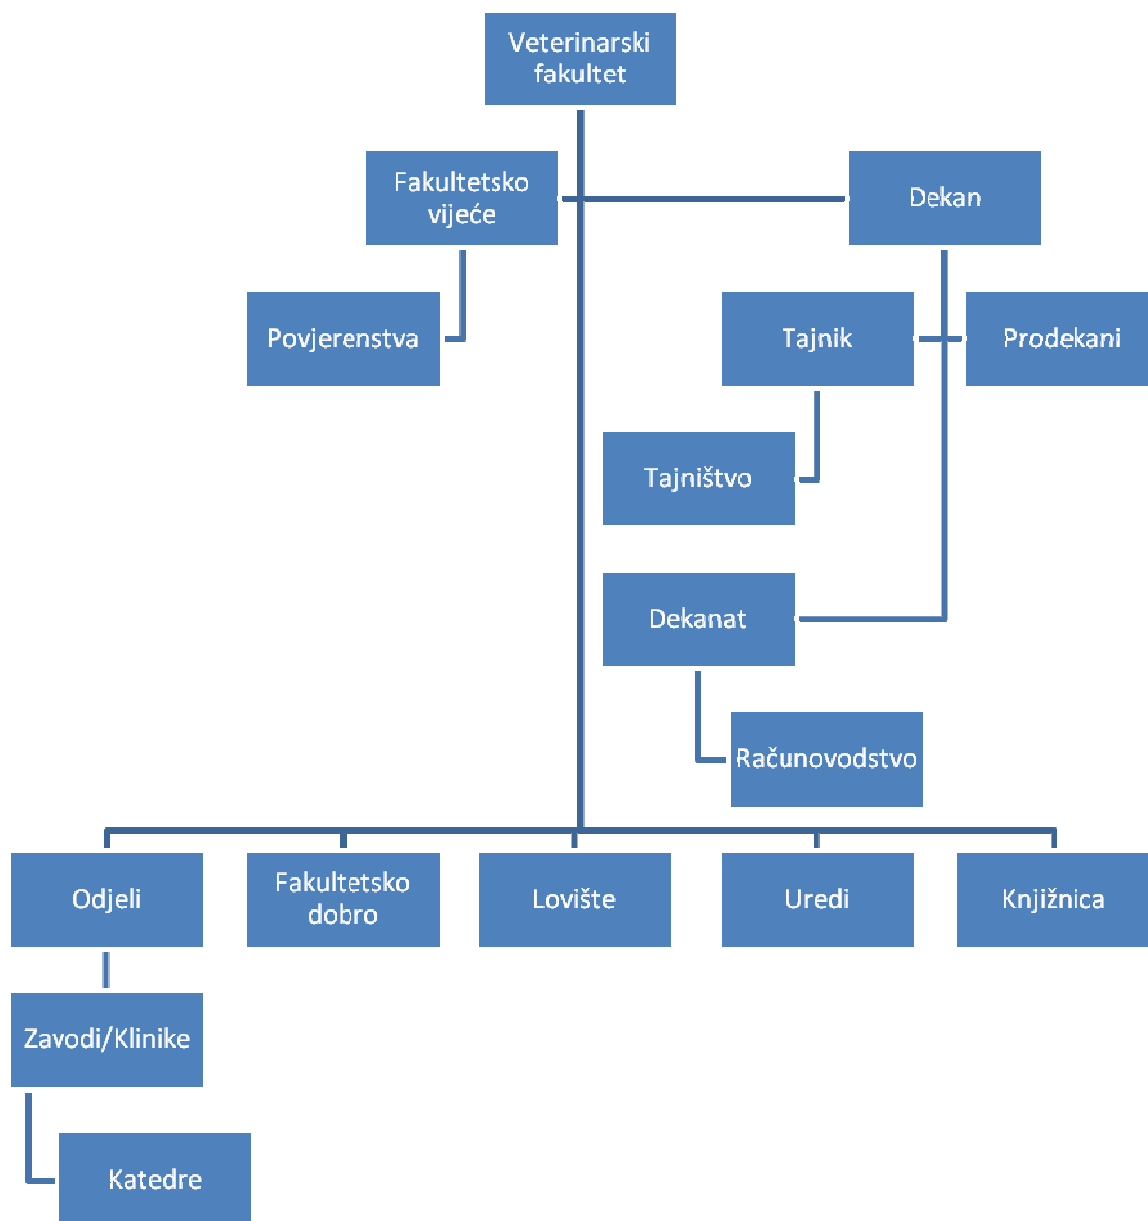 Veterinarski
fakultet
Fakultetsko
vijeće
Dekan
Povjerenstva
Tajnik
Prodekani
Tajništvo
Dekanat
Računovodstvo
Odjeli
Fakultetsko
dobro
Lovište
Uredi
Knjižnica
Zavodi/Klinike
Katedre